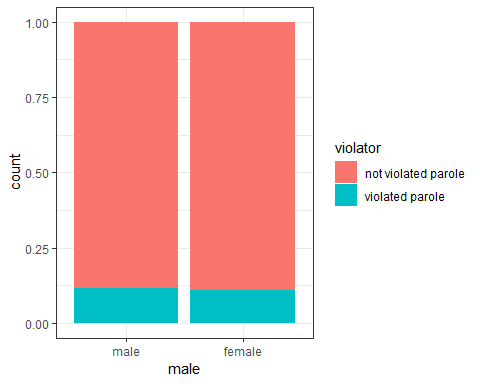 1.00
0.75
0.50
0.25
0.00
count
male female
male
violator
not violated parole
violated parole